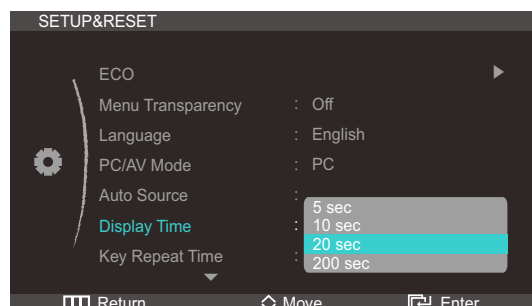 SETUP&RESET
ECO
Menu Transparency : Off
Language : English
PC/AV Mode : PC
Auto Source :
Display Time :
5 sec
10 sec
20 sec
200 sec
Key Repeat Time :
Return Move Enter